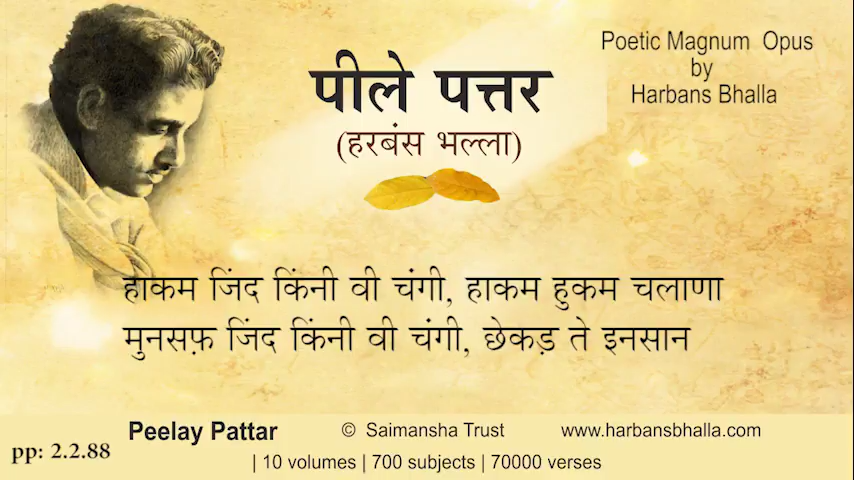 पीले पत्तर
(हरबंस भल्ला)
Poetic Magnum Opus
by
Harbans Bhalla
हाकम जिंद किंनी वी चंगी, हाकम हुकम चलाणा
मुनसफ़ जिंद किंनी वी चंगी, छेकड़ ते इनसान
Peelay Pattar © Saimansha Trust www.harbansbhalla.com
pp: 2.2.88
| 10 volumes | 700 subjects | 70000 verses